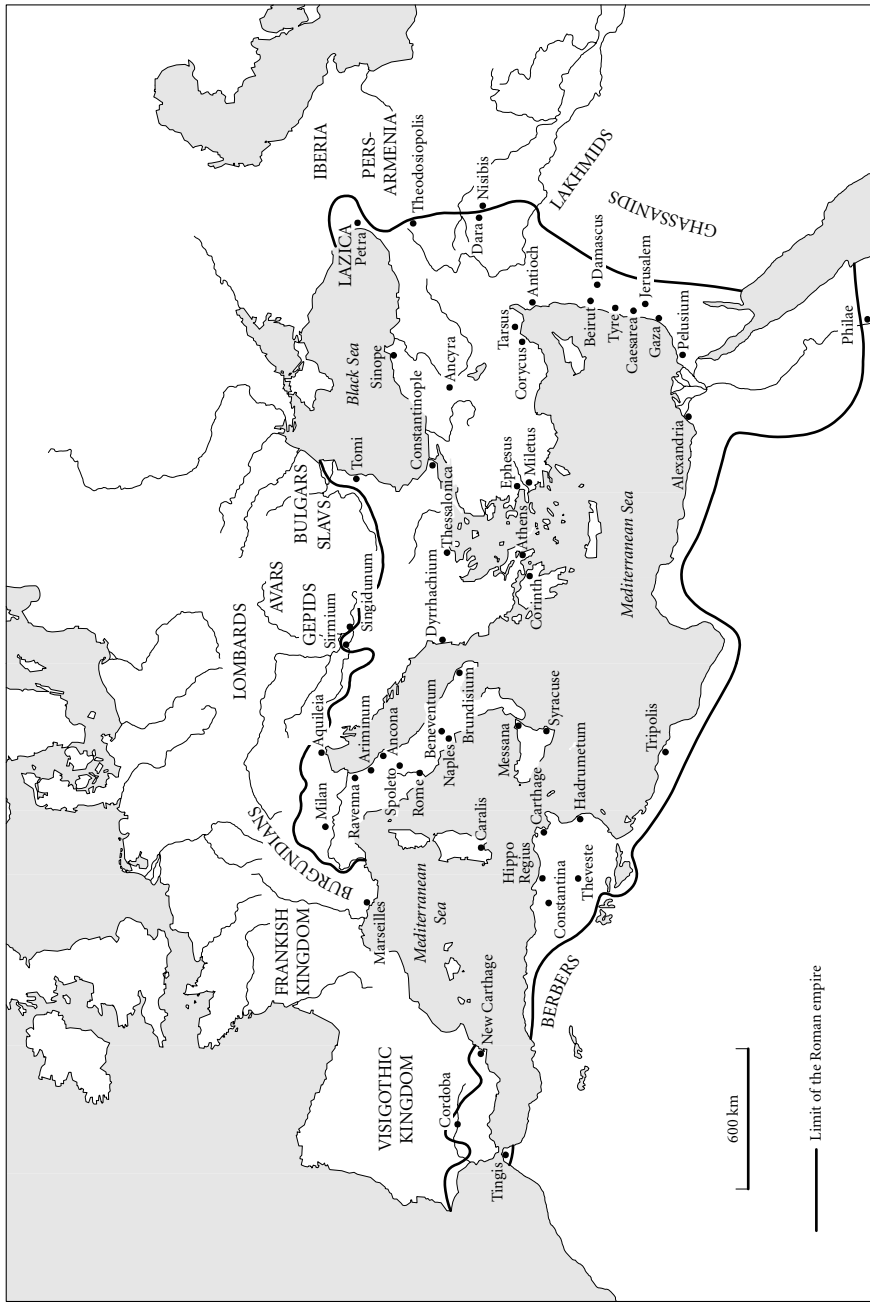 FRANKISH
KINGDOM
BURGUNDIANS
LOMBARDS
AVARS
GEPIDS
BULGARS
SLAVS
VISIGOTHIC
KINGDOM
Cordoba
New Carthage
Tingis
Marseilles
Milan
Aquileia
Ravenna
Ariminum
Ancona
Spoleto
Rome
Beneventum
Naples
Brundisium
Messana
Syracuse
Caralis
Mediterranean
Sea
Sirmium
Singidunum
Dyrrhachium
Thessalonica
Athens
Corinth
Tomi
Constantinople
Black Sea
Sinope
Ancyra
Ephesus
Miletus
LAZICA
Petra
IBERIA
PERS-
ARMENIA
Theodosiopolis
Dara
Nisibis
LAKHMIDS
GHASSANIDS
Tarsus
Corycus
Antioch
Beirut
Damascus
Tyre
Caesarea
Jerusalem
Gaza
Pelusium
Alexandria
Philae
Mediterranean Sea
Hippo
Regius
Carthage
Hadrumetum
Constantina
Theveste
Tripolis
BERBERS
600 km
Limit of the Roman empire